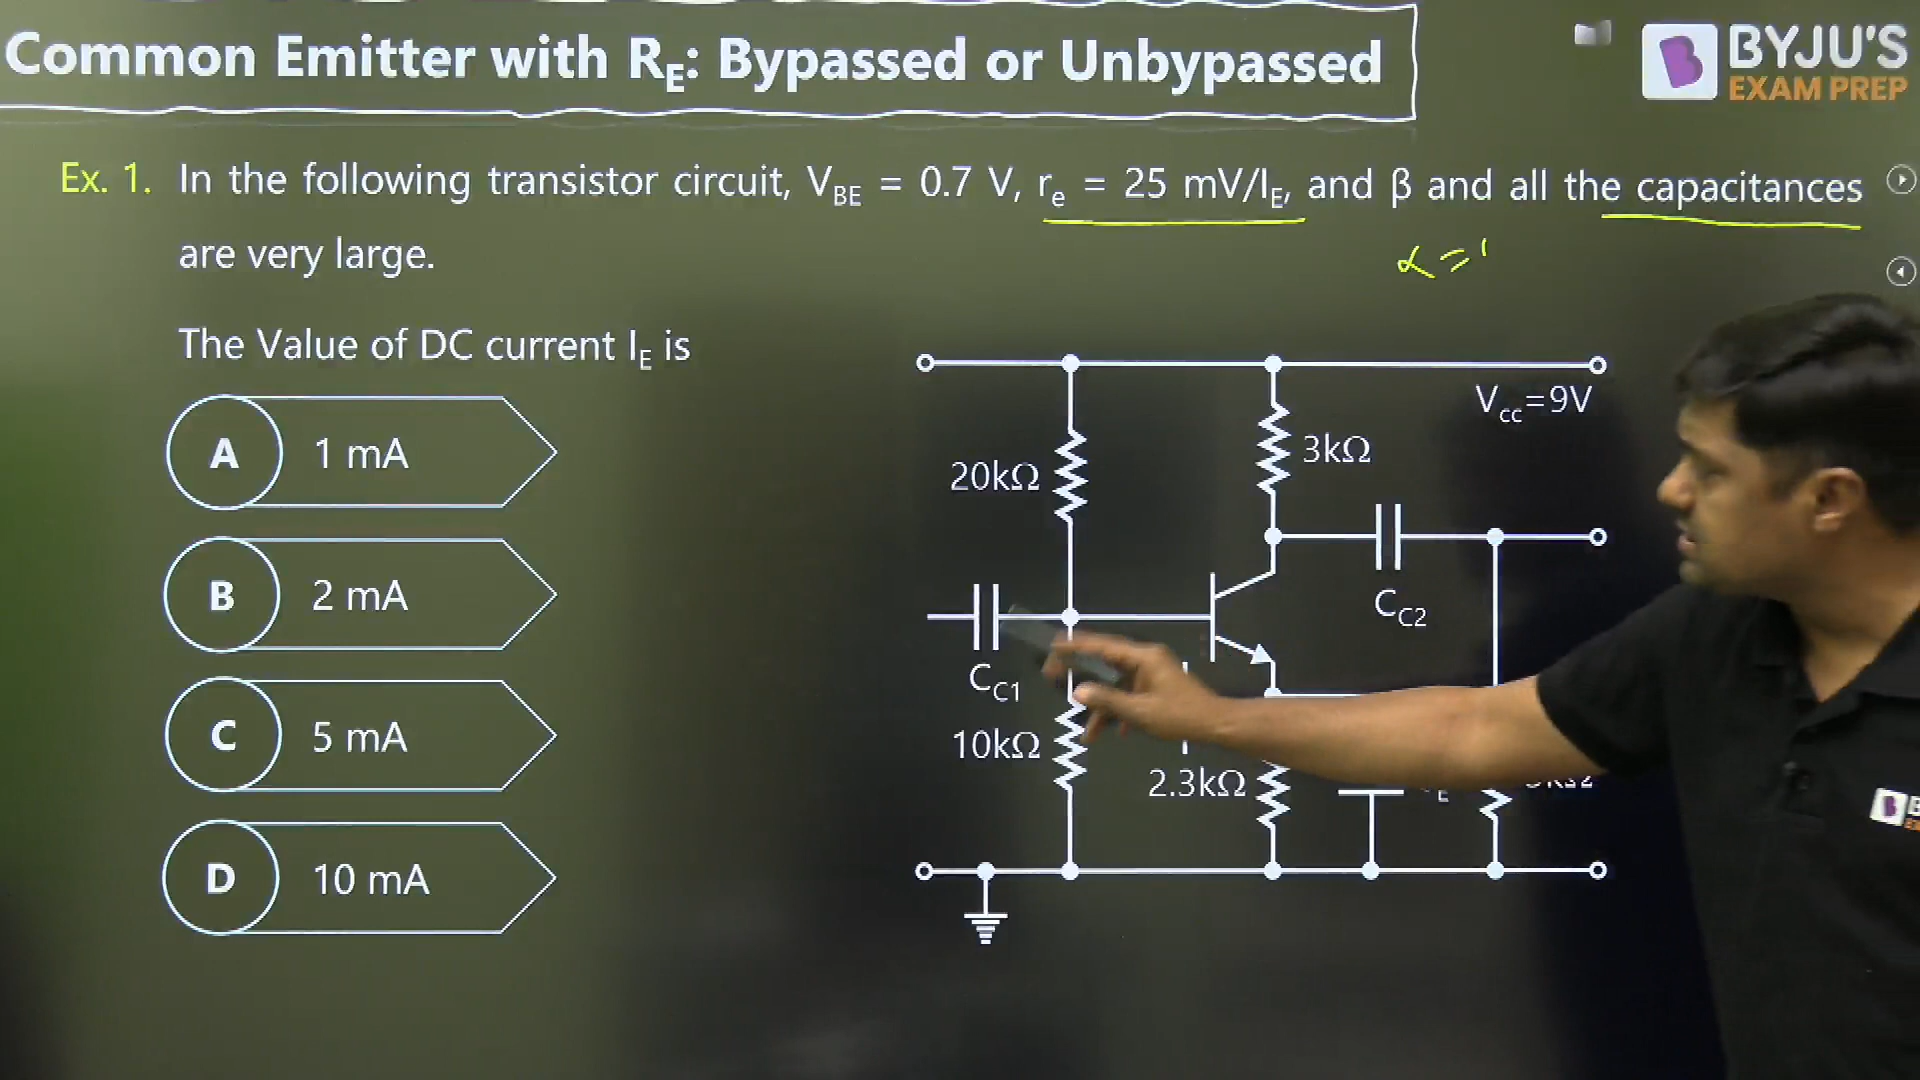 Common Emitter with RE: Bypassed or Unbypassed
BYJU'S
EXAM PREP
Ex. 1. In the following transistor circuit, VBE = 0.7 V, re = 25 mV/IE, and β and all the capacitances
are very large.
α = 1
The Value of DC current IE is
A 1 mA
B 2 mA
C 5 mA
D 10 mA
Vcc=9V
3kΩ
20kΩ
CC2
CC1
10kΩ
2.3kΩ
E